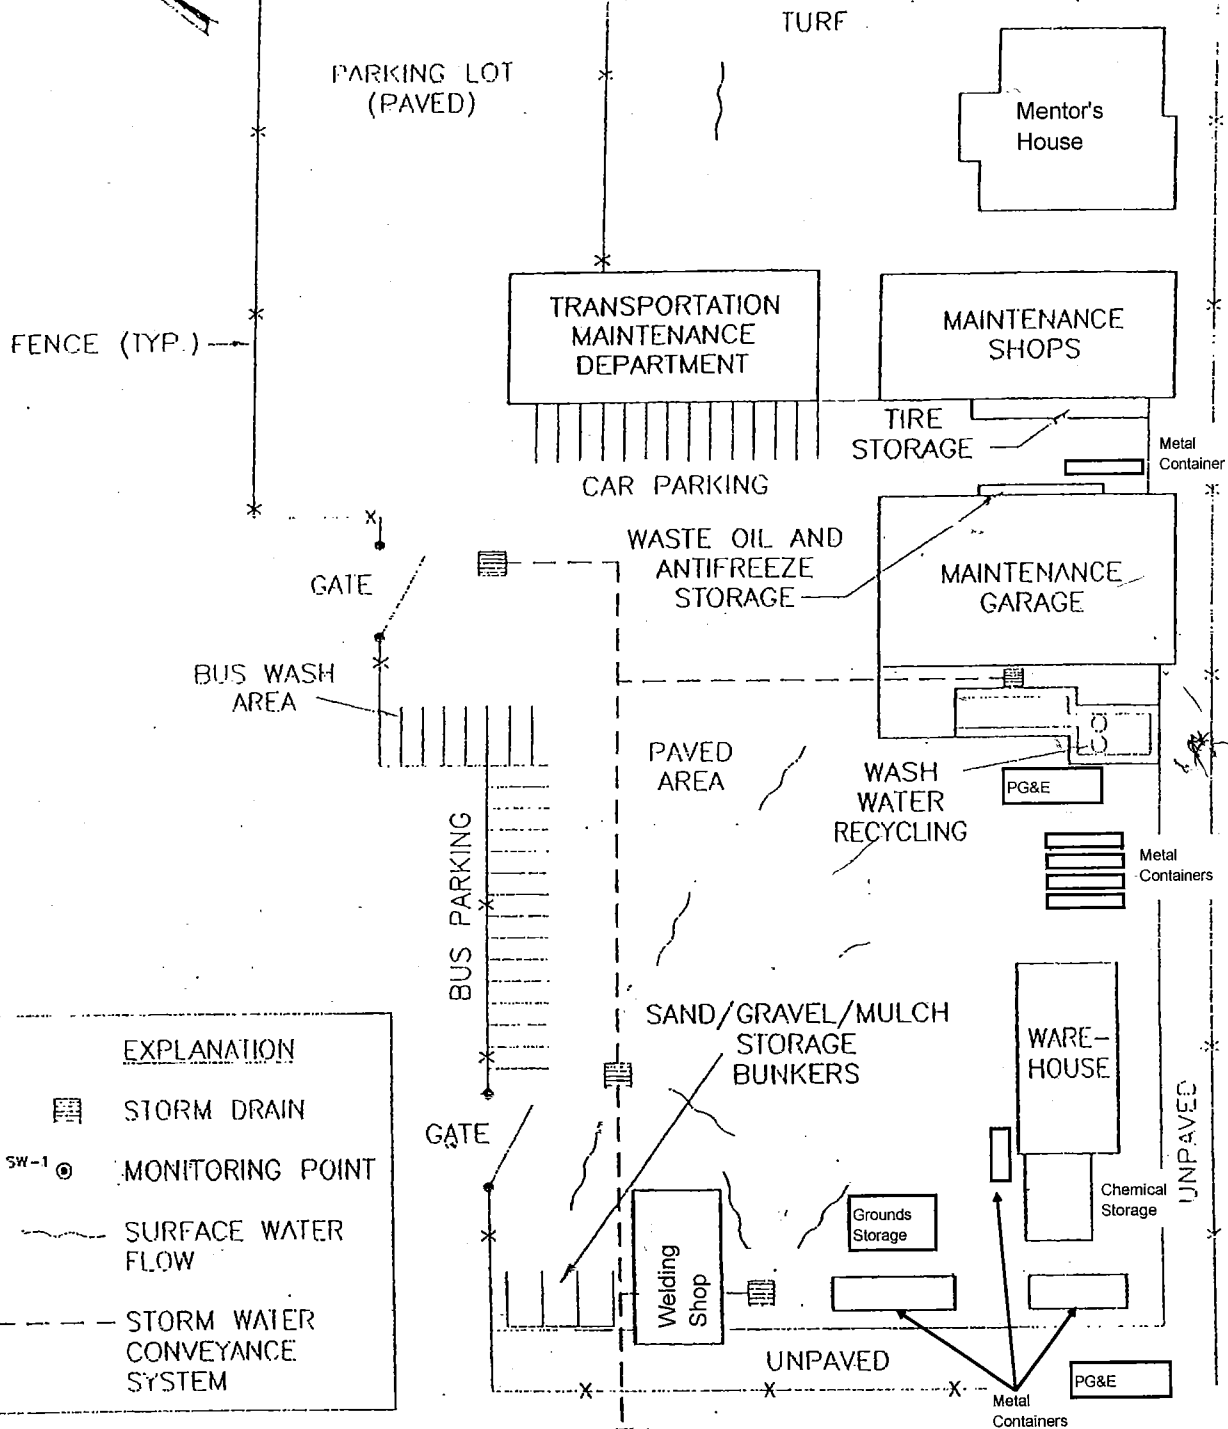 TURF
PARKING LOT
(PAVED)
Mentor's
House
TRANSPORTATION
MAINTENANCE
DEPARTMENT
MAINTENANCE
SHOPS
FENCE (TYP.)
TIRE
STORAGE
Metal
Container
CAR PARKING
X
WASTE OIL AND
ANTIFREEZE
STORAGE
GATE
MAINTENANCE
GARAGE
BUS WASH
AREA
PAVED
AREA
WASH
WATER
RECYCLING
PG&E
BUS PARKING
Metal
Containers
SAND/GRAVEL/MULCH
STORAGE
BUNKERS
WARE-
HOUSE
UNPAVED
EXPLANATION
STORM DRAIN
SW-1
MONITORING POINT
SURFACE WATER
FLOW
STORM WATER
CONVEYANCE
SYSTEM
GATE
Chemical
Storage
Grounds
Storage
Welding
Shop
UNPAVED
PG&E
Metal
Containers